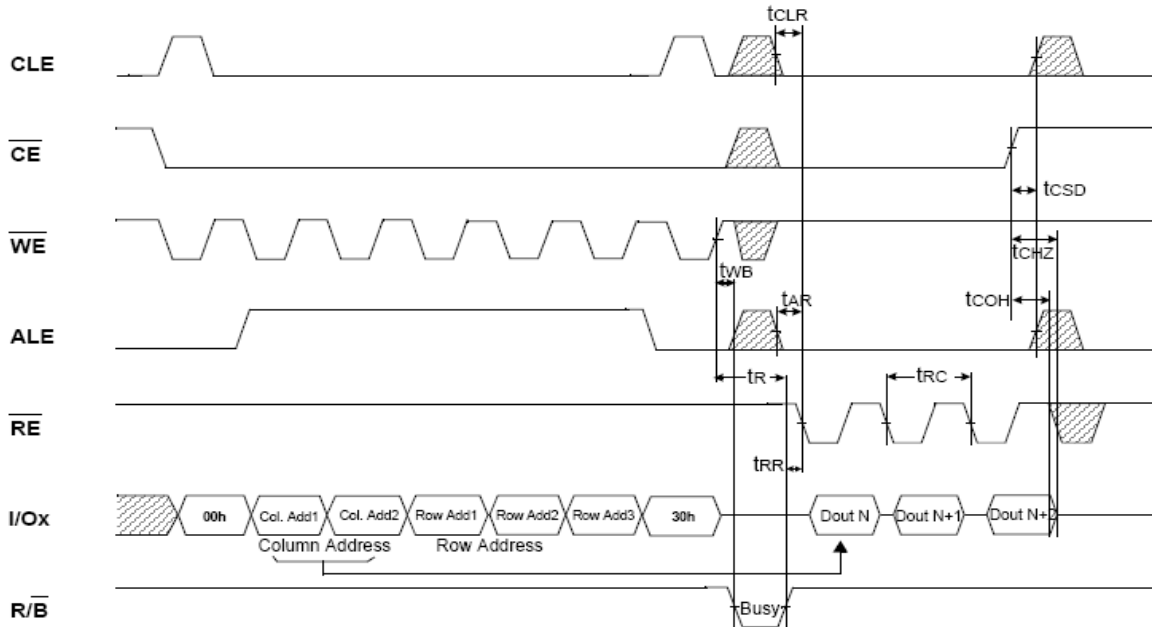 tCLR
CLE
CE
tCSD
WE
tCHZ
tWB
tCOH
tAR
ALE
tR
tRC
RE
tRR
I/Ox
00h
Col. Add1
Col. Add2
Row Add1
Row Add2
Row Add3
30h
Dout N
Dout N+1
Dout N+2
Column Address
Row Address
R/B
Busy